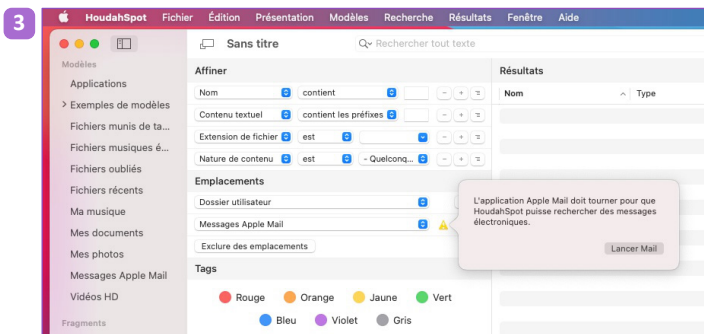 3
HoudahSpot Fichier Édition Présentation Modèles Recherche Résultats Fenêtre Aide
Sans titre
Rechercher tout texte
Modèles
Applications
Exemples de modèles
Fichiers munis de ta...
Fichiers musiques é...
Fichiers oubliés
Fichiers récents
Ma musique
Mes documents
Mes photos
Messages Apple Mail
Vidéos HD
Fragments
Affiner
Nom contient
Contenu textuel contient les préfixes
Extension de fichier est
Nature de contenu est - Quelconq...
Emplacements
Dossier utilisateur
Messages Apple Mail
Exclure des emplacements
Tags
Rouge Orange Jaune Vert
Bleu Violet Gris
Résultats
Nom Type
L'application Apple Mail doit tourner pour que
HoudahSpot puisse rechercher des messages
électroniques.
Lancer Mail